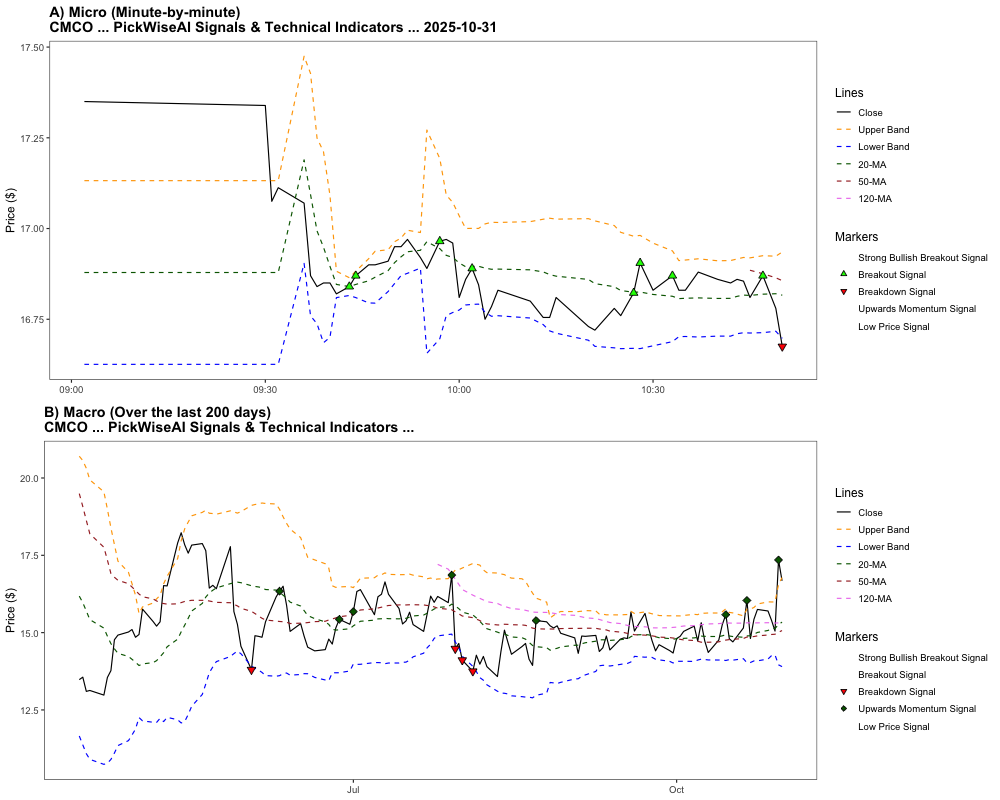 A) Micro (Minute-by-minute)
CMCO ... PickWiseAI Signals & Technical Indicators ... 2025-10-31
17.50
17.25
17.00
16.75
Price ($)
09:00
09:30
10:00
10:30
Lines
Close
Upper Band
Lower Band
20-MA
50-MA
120-MA
Markers
Strong Bullish Breakout Signal
Breakout Signal
Breakdown Signal
Upwards Momentum Signal
Low Price Signal
B) Macro (Over the last 200 days)
CMCO ... PickWiseAI Signals & Technical Indicators ...
20.0
17.5
15.0
12.5
Price ($)
Jul
Oct
Lines
Close
Upper Band
Lower Band
20-MA
50-MA
120-MA
Markers
Strong Bullish Breakout Signal
Breakout Signal
Breakdown Signal
Upwards Momentum Signal
Low Price Signal